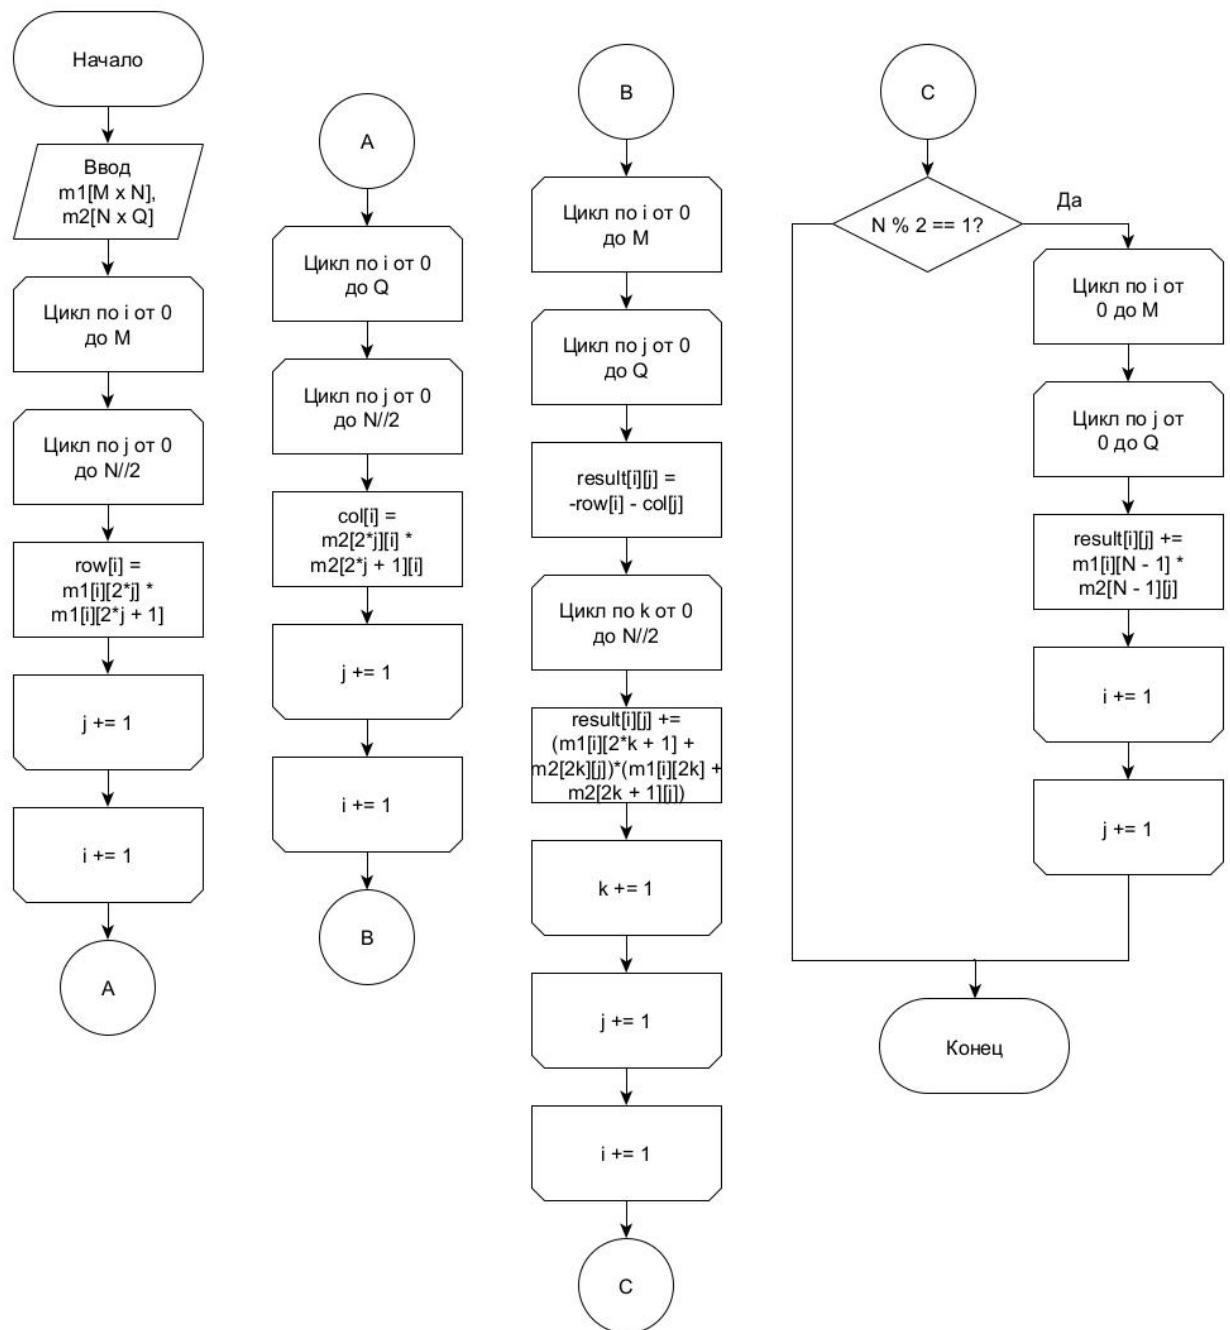 Начало
Ввод
m1[M x N],
m2[N x Q]
Цикл по i от 0
до M
Цикл по j от 0
до N//2
row[i] =
m1[i][2*j] *
m1[i][2*j + 1]
j += 1
i += 1
A
A
Цикл по i от 0
до Q
Цикл по j от 0
до N//2
col[i] =
m2[2*j][i] *
m2[2*j + 1][i]
j += 1
i += 1
B
B
Цикл по i от 0
до M
Цикл по j от 0
до Q
result[i][j] =
-row[i] - col[j]
Цикл по k от 0
до N//2
result[i][j] +=
(m1[i][2*k + 1] +
m2[2k][j])*(m1[i][2k] +
m2[2k + 1][j])
k += 1
j += 1
i += 1
C
C
N % 2 == 1?
Да
Цикл по i от
0 до M
Цикл по j от
0 до Q
result[i][j] +=
m1[i][N - 1] *
m2[N - 1][j]
i += 1
j += 1
Конец